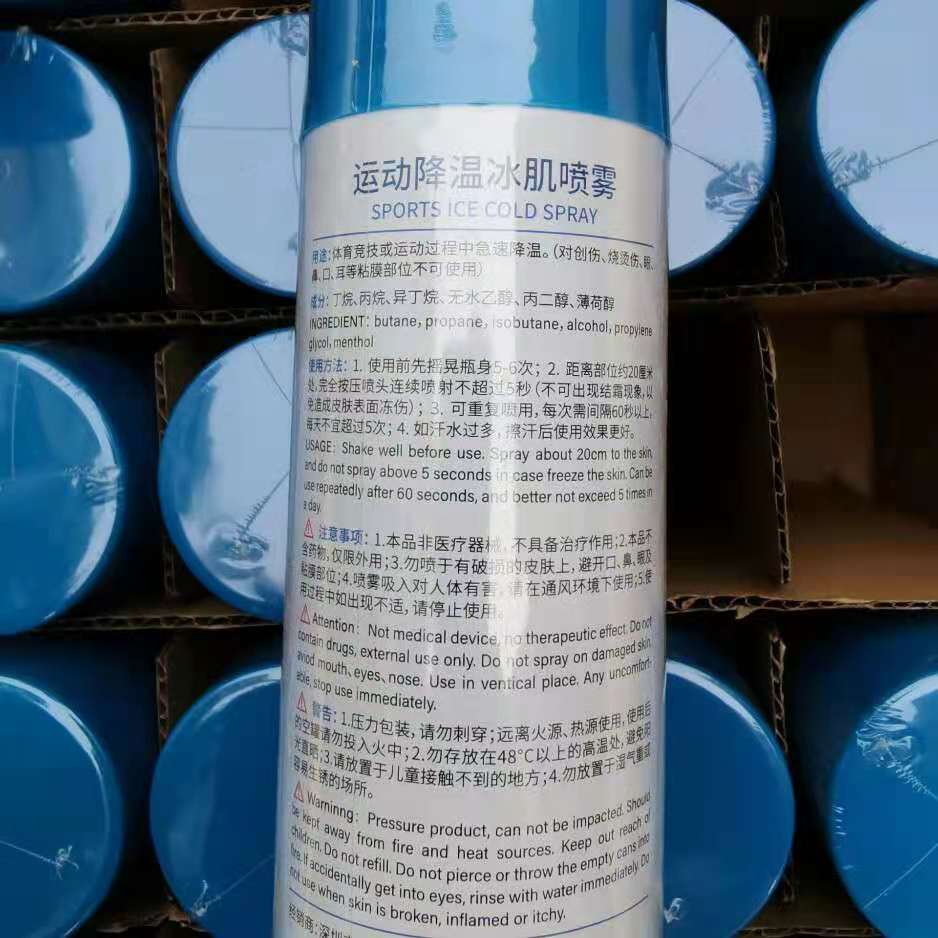 运动降温冰肌喷雾
SPORTS ICE COLD SPRAY
用途:体育竞技或运动过程中急速降温。(对创伤、烧烫伤、眼、
鼻、口、耳等粘膜部位不可使用)
成分:丁烷、丙烷、异丁烷、无水乙醇、丙二醇、薄荷醇
INGREDIENT: butane, propane, isobutane, alcohol, propylene
glycol, menthol
使用方法:1. 使用前先摇晃瓶身5-6次; 2. 距离部位约20厘米
处,完全按压喷头连续喷射不超过5秒(不可出现结霜现象,以
免造成皮肤表面冻伤); 3. 可重复喷用,每次需间隔60秒以上,
每天不宜超过5次; 4. 如汗水过多,擦汗后使用效果更好。
USAGE: Shake well before use. Spray about 20cm to the skin,
and do not spray above 5 seconds in case freeze the skin. Can be
use repeatedly after 60 seconds, and better not exceed 5 times in
a day.
注意事项: 1.本品非医疗器械,不具备治疗作用;2.本品不
含药物,仅限外用;3.勿喷于有破损的皮肤上,避开口、鼻、眼及
粘膜部位;4.喷雾吸入对人体有害,请在通风环境下使用;5.使
用过程中如出现不适,请停止使用。
Attention: Not medical device, no therapeutic effect. Do not
contain drugs, external use only. Do not spray on damaged skin,
aviod mouth, eyes, nose. Use in ventical place. Any uncomfort-
able, stop use immediately.
警告: 1.压力包装,请勿刺穿;远离火源、热源使用,使用后
的空罐请勿投入火中;2.勿存放在48°C以上的高温处,避免阳
光直晒;3.请放置于儿童接触不到的地方;4.勿放置于湿气重或
容易生锈的场所。
Warninng: Pressure product, can not be impacted. Should
be kept away from fire and heat sources. Keep out reach of
children. Do not refill. Do not pierce or throw the empty cans into
fire. If accidentally get into eyes, rinse with water immediately. Do
not use when skin is broken, inflamed or itchy.
经销商:深圳